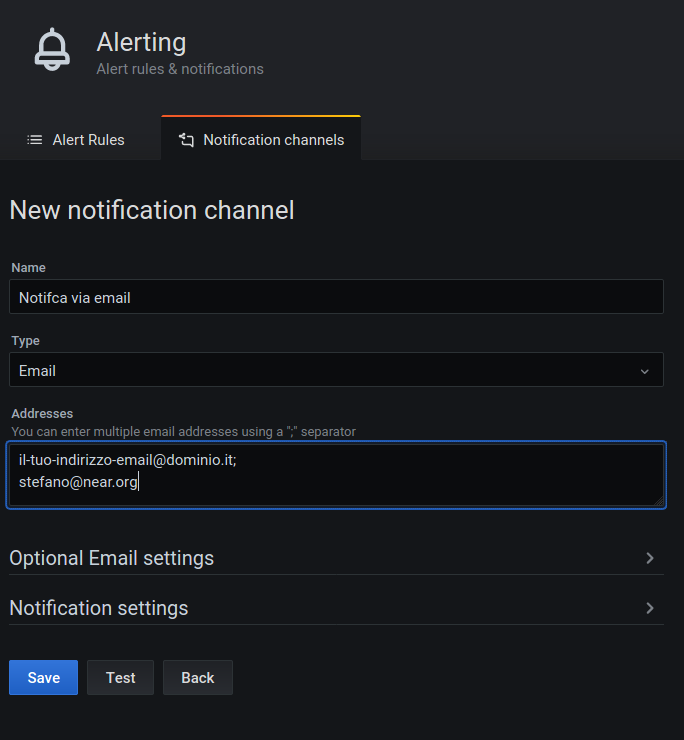 Alerting
Alert rules & notifications
Alert Rules
Notification channels
New notification channel
Name
Notifca via email
Type
Email
Addresses
You can enter multiple email addresses using a ";" separator
il-tuo-indirizzo-email@dominio.it;
stefano@near.org
Optional Email settings
Notification settings
Save
Test
Back